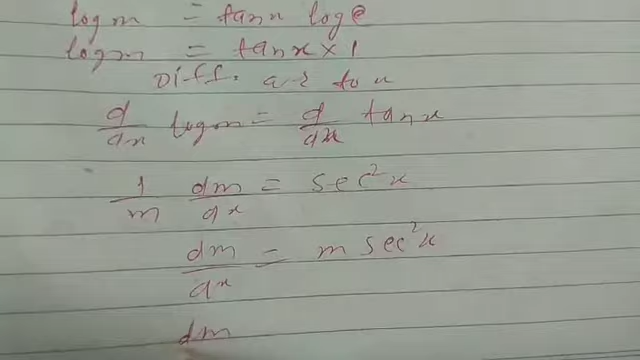 log m = tan x log e
log m = tan x × 1
Diff. w r to x
d/dx log m = d/dx tan x
1/m dm/dx = sec²x
dm/dx = m sec²x
dm